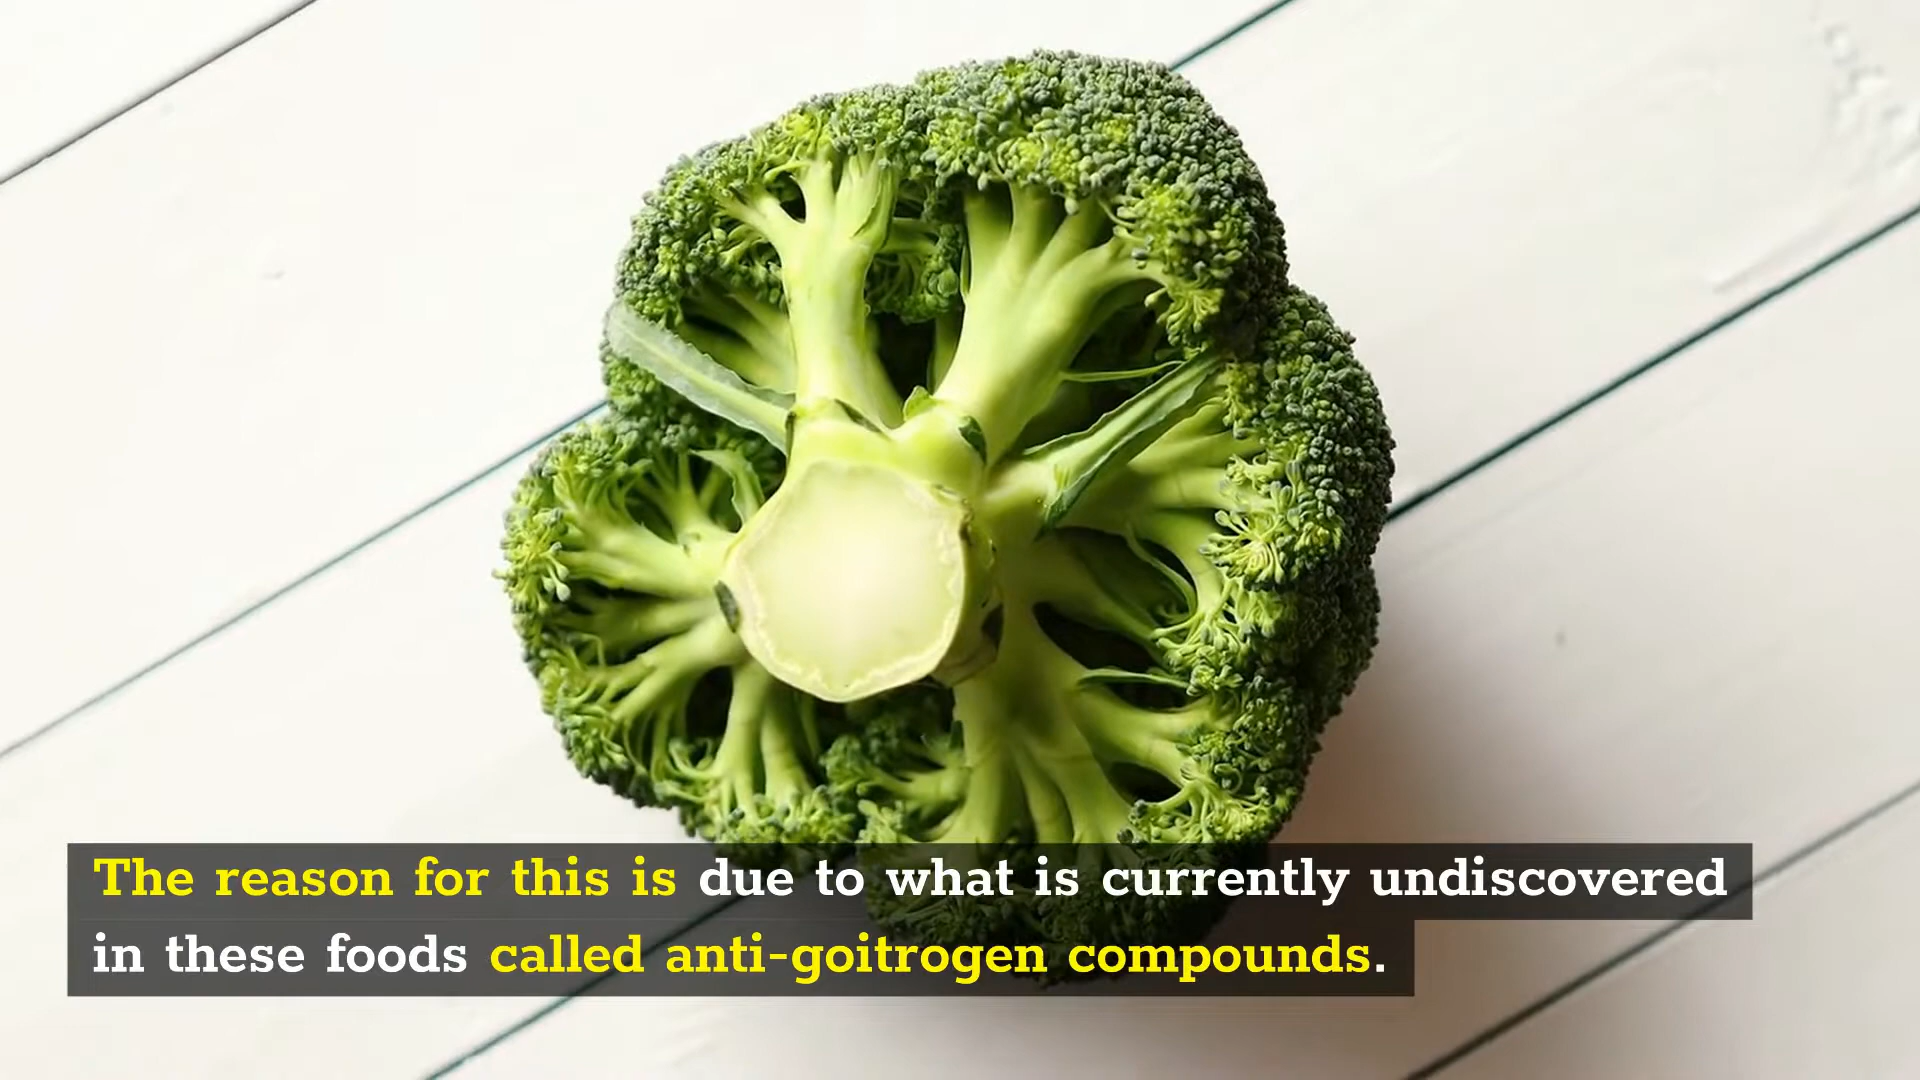 The reason for this is due to what is currently undiscovered
in these foods called anti-goitrogen compounds.